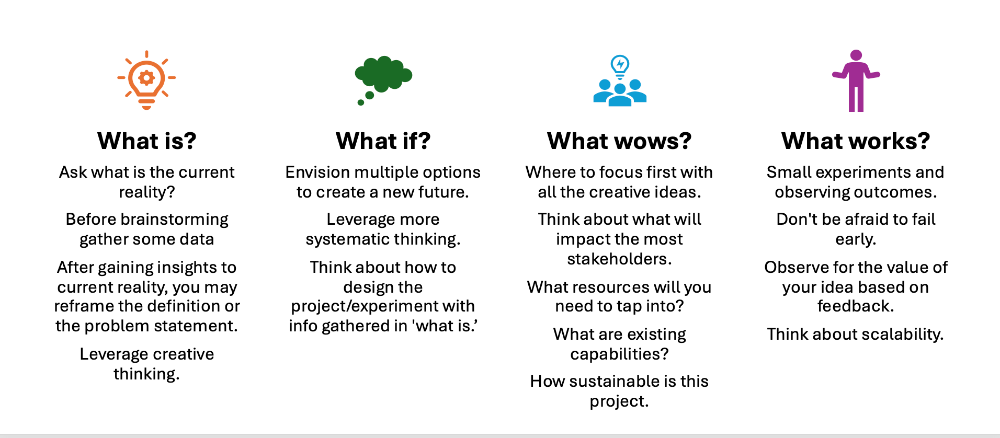 What is?
Ask what is the current
reality?
Before brainstorming
gather some data
After gaining insights to
current reality, you may
reframe the definition or
the problem statement.
Leverage creative
thinking.
What if?
Envision multiple options
to create a new future.
Leverage more
systematic thinking.
Think about how to
design the
project/experiment with
info gathered in 'what is.’
What wows?
Where to focus first with
all the creative ideas.
Think about what will
impact the most
stakeholders.
What resources will you
need to tap into?
What are existing
capabilities?
How sustainable is this
project.
What works?
Small experiments and
observing outcomes.
Don't be afraid to fail
early.
Observe for the value of
your idea based on
feedback.
Think about scalability.